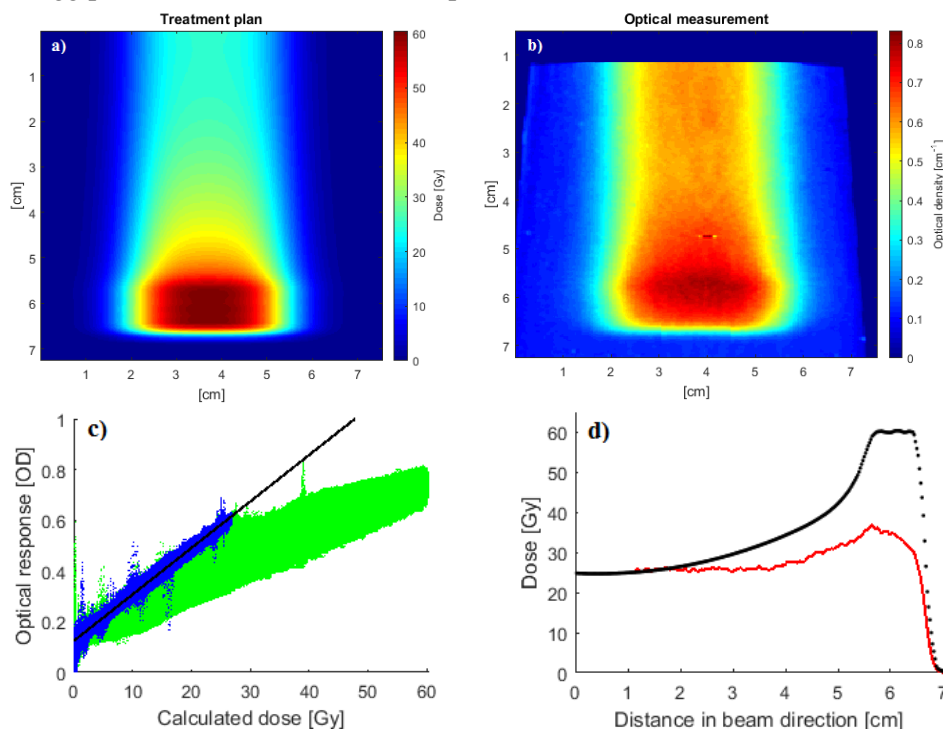 Treatment plan
a)
1
2
3
4
5
6
7
[cm]
1 2 3 4 5 6 7
[cm]
60
50
40
30
20
10
0
Dose [Gy]
Optical measurement
b)
1
2
3
4
5
6
7
[cm]
1 2 3 4 5 6 7
[cm]
0.8
0.7
0.6
0.5
0.4
0.3
0.2
0.1
0
Optical density [cm⁻¹]
c)
1
0.8
0.6
0.4
0.2
0
Optical response [OD]
0 10 20 30 40 50 60
Calculated dose [Gy]
d)
60
50
40
30
20
10
0
Dose [Gy]
0 1 2 3 4 5 6 7
Distance in beam direction [cm]